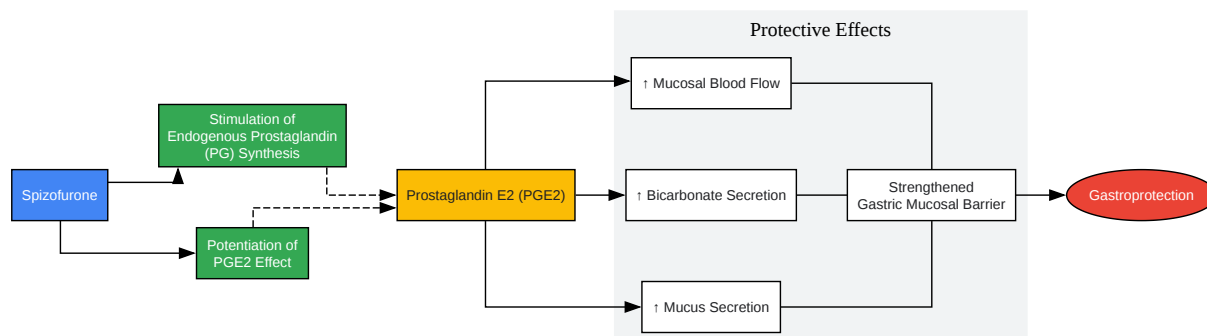 Protective Effects
Spizofurone
Stimulation of
Endogenous Prostaglandin
(PG) Synthesis
Potentiation of
PGE2 Effect
Prostaglandin E2 (PGE2)
↑ Mucosal Blood Flow
↑ Bicarbonate Secretion
↑ Mucus Secretion
Strengthened
Gastric Mucosal Barrier
Gastroprotection